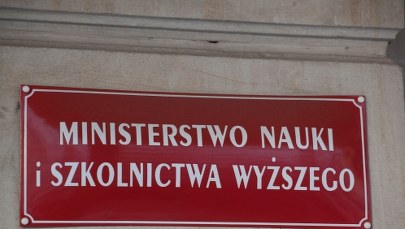 MINISTERSTWO NAUKI
i SZKOLNICTWA WYŻSZEGO